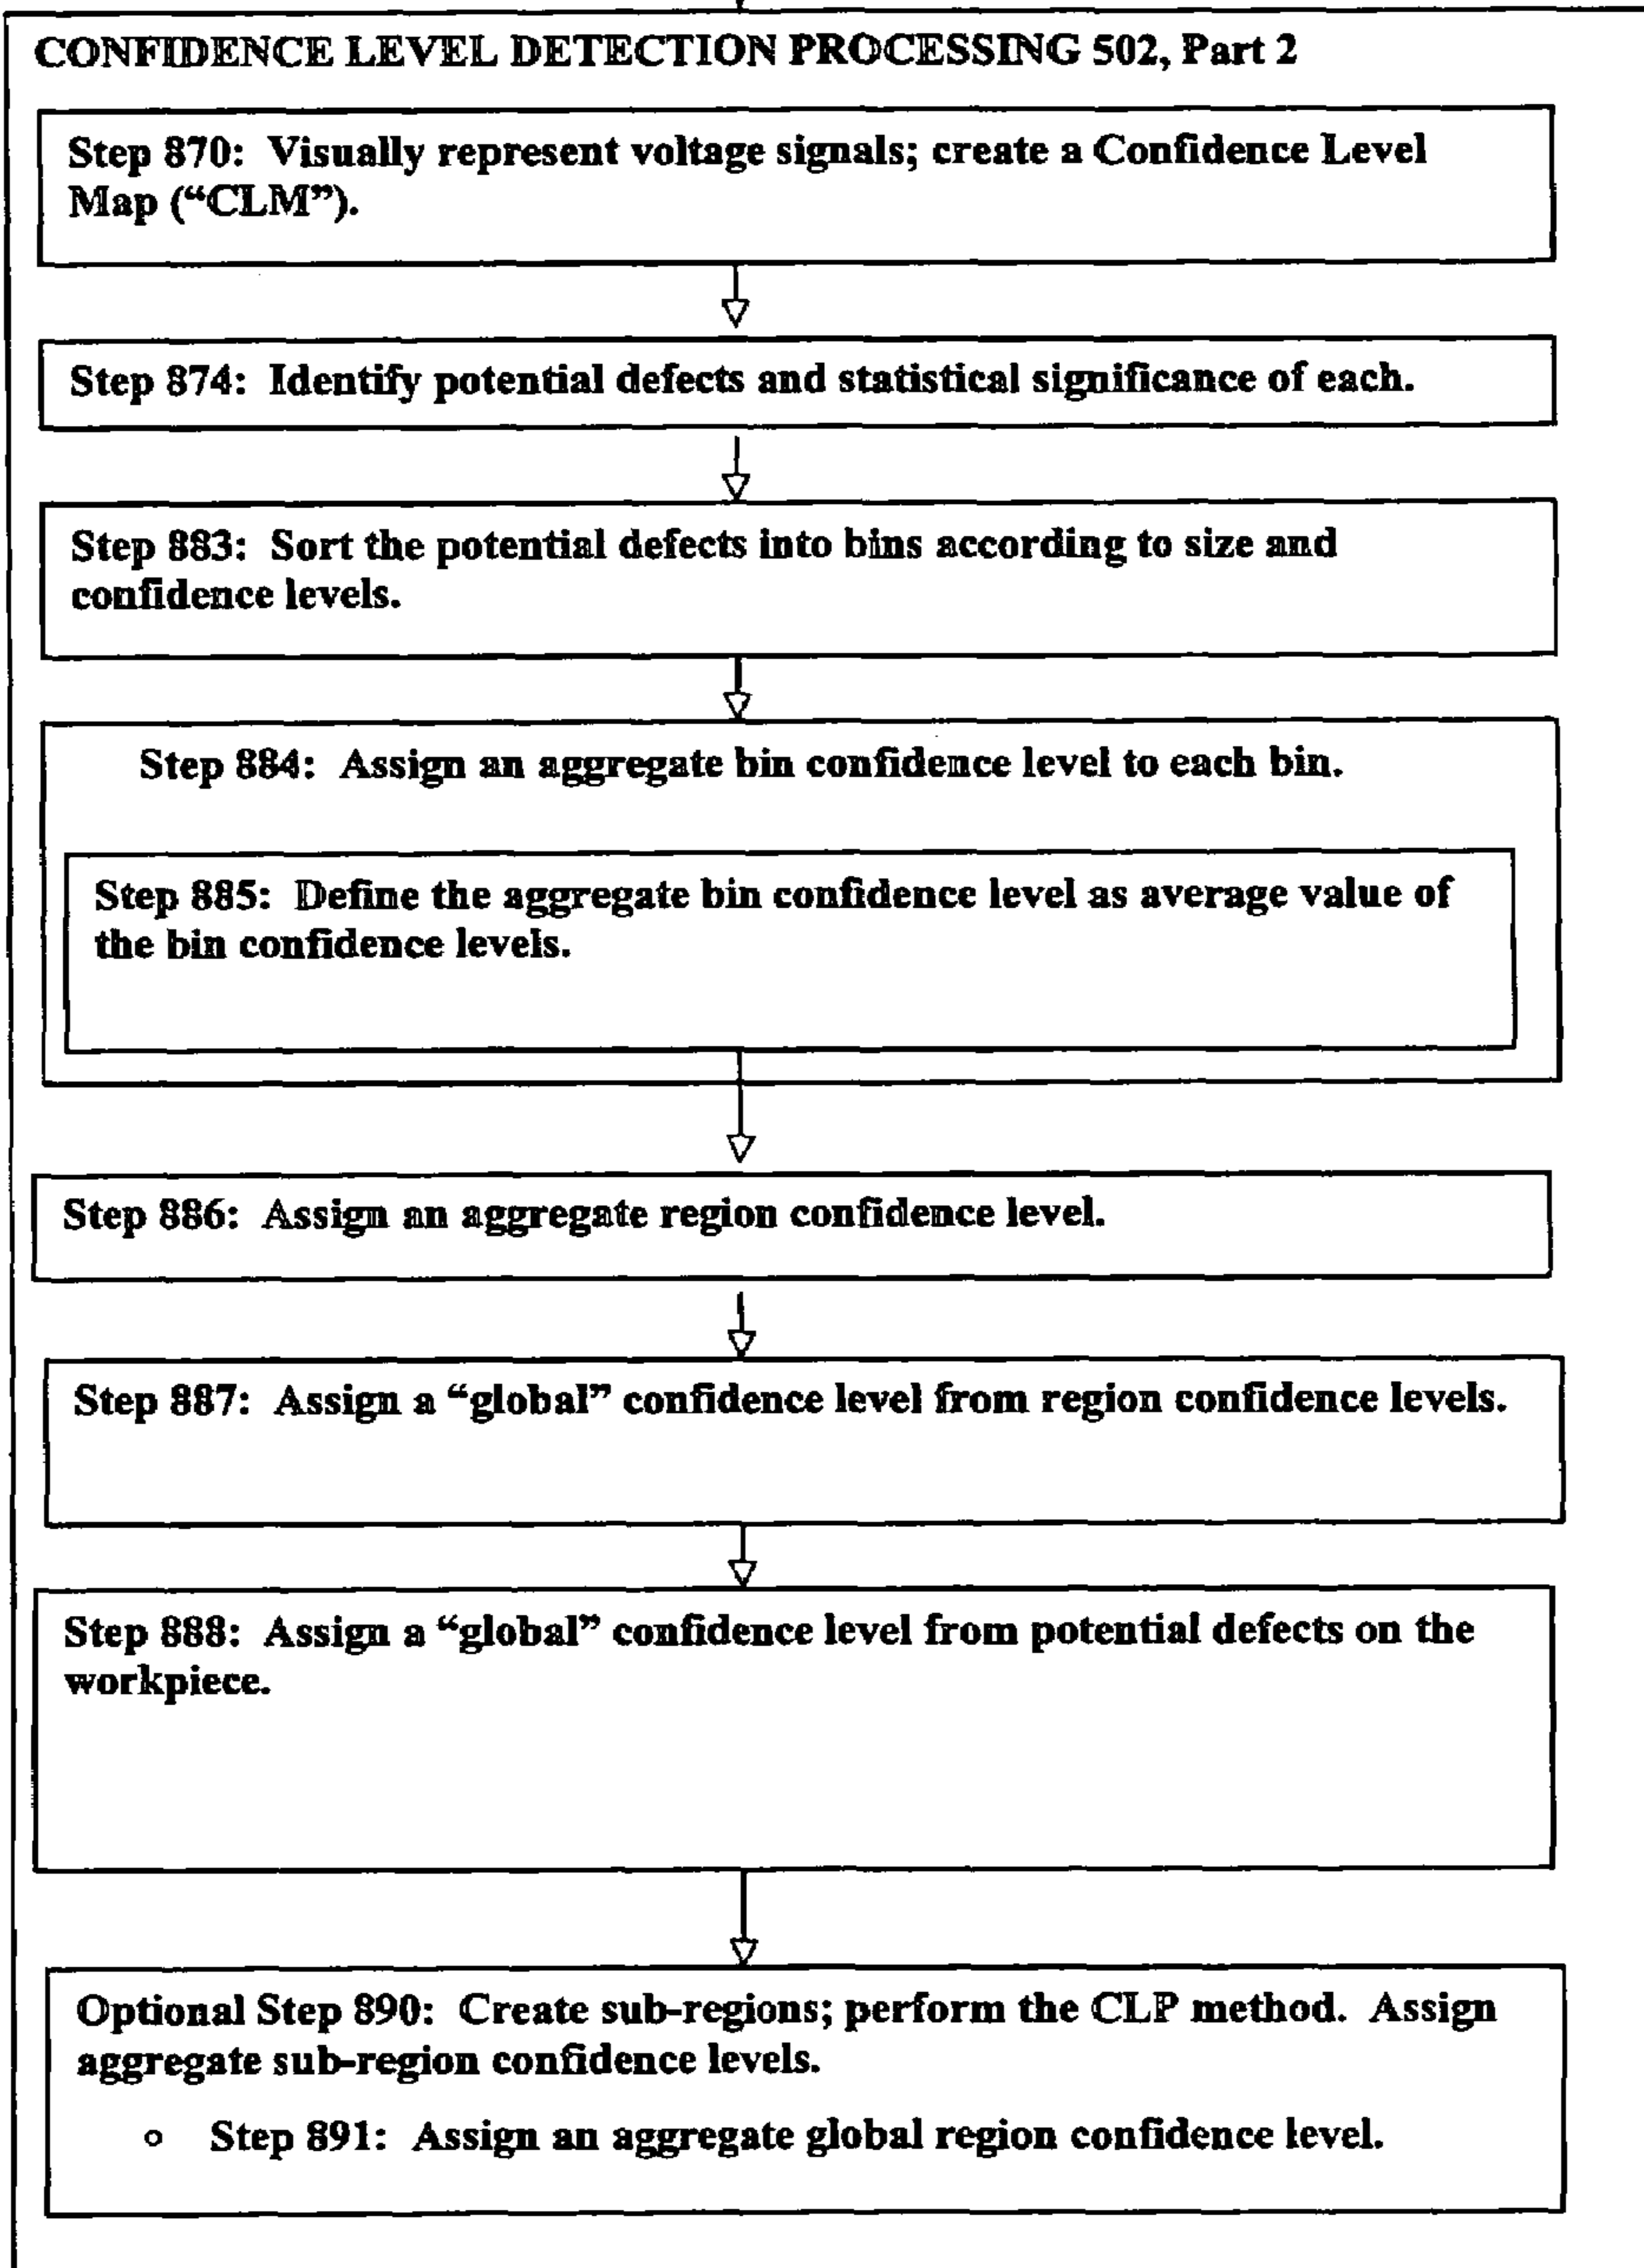 CONFIDENCE LEVEL DETECTION PROCESSING 502, Part 2
Step 870: Visually represent voltage signals; create a Confidence Level
Map (“CLM”).
Step 874: Identify potential defects and statistical significance of each.
Step 883: Sort the potential defects into bins according to size and
confidence levels.
Step 884: Assign an aggregate bin confidence level to each bin.
Step 885: Define the aggregate bin confidence level as average value of
the bin confidence levels.
Step 886: Assign an aggregate region confidence level.
Step 887: Assign a “global” confidence level from region confidence levels.
Step 888: Assign a “global” confidence level from potential defects on the
workpiece.
Optional Step 890: Create sub-regions; perform the CLP method. Assign
aggregate sub-region confidence levels.
o Step 891: Assign an aggregate global region confidence level.